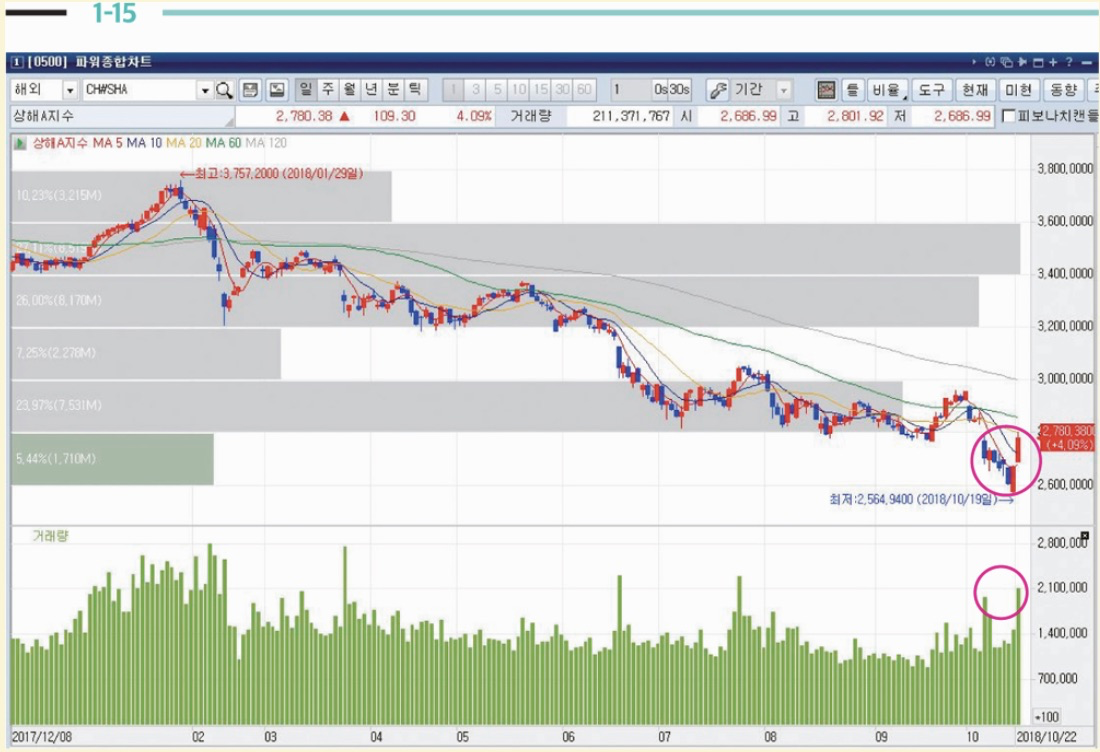 1-15
1 [0500] 파워종합차트
해외 CH#SHA 일 주 월 년 분 틱 1 3 5 10 15 30 60 1 0s 30s 기간 틀 비율 도구 현재 미현 동향
상해A지수 2,780.38 ▲ 109.30 4.09% 거래량 211,371,767 시 2,686.99 고 2,801.92 저 2,686.99 피보나치캔들
상해A지수 MA 5 MA 10 MA 20 MA 60 MA 120
←최고:3,757,2000 (2018/01/29일)
3,800,0000
10,23%(3,215M)
3,600,0000
3,400,0000
26,00%(8,170M)
3,200,0000
7,25%(2,278M)
3,000,0000
23,97%(7,531M)
2,780,3800
(+4,09%)
5,44%(1,710M)
2,600,0000
최저:2,564,9400 (2018/10/19일)→
거래량
2,800,000
2,100,000
1,400,000
700,000
*100
2017/12/08 02 03 04 05 06 07 08 09 10 2018/10/22